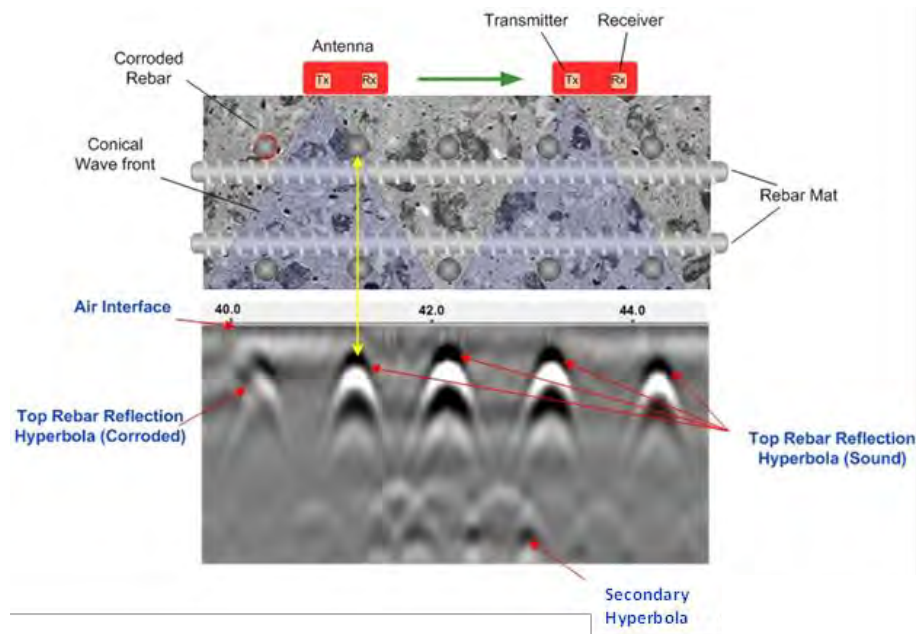 Transmitter
Receiver
Antenna
Corroded
Rebar
Tx
Rx
Tx
Rx
Conical
Wave front
Rebar Mat
Air Interface
40.0
42.0
44.0
Top Rebar Reflection
Hyperbola (Corroded)
Top Rebar Reflection
Hyperbola (Sound)
Secondary
Hyperbola